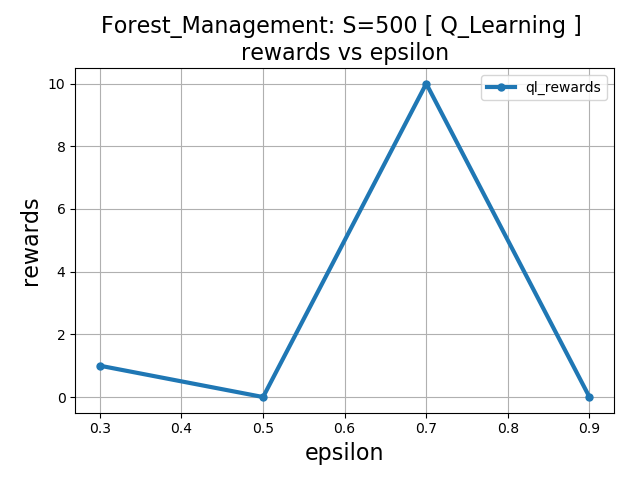 Forest_Management: S=500 [ Q_Learning ]
rewards vs epsilon
ql_rewards
10
8
6
4
2
0
rewards
0.3 0.4 0.5 0.6 0.7 0.8 0.9
epsilon